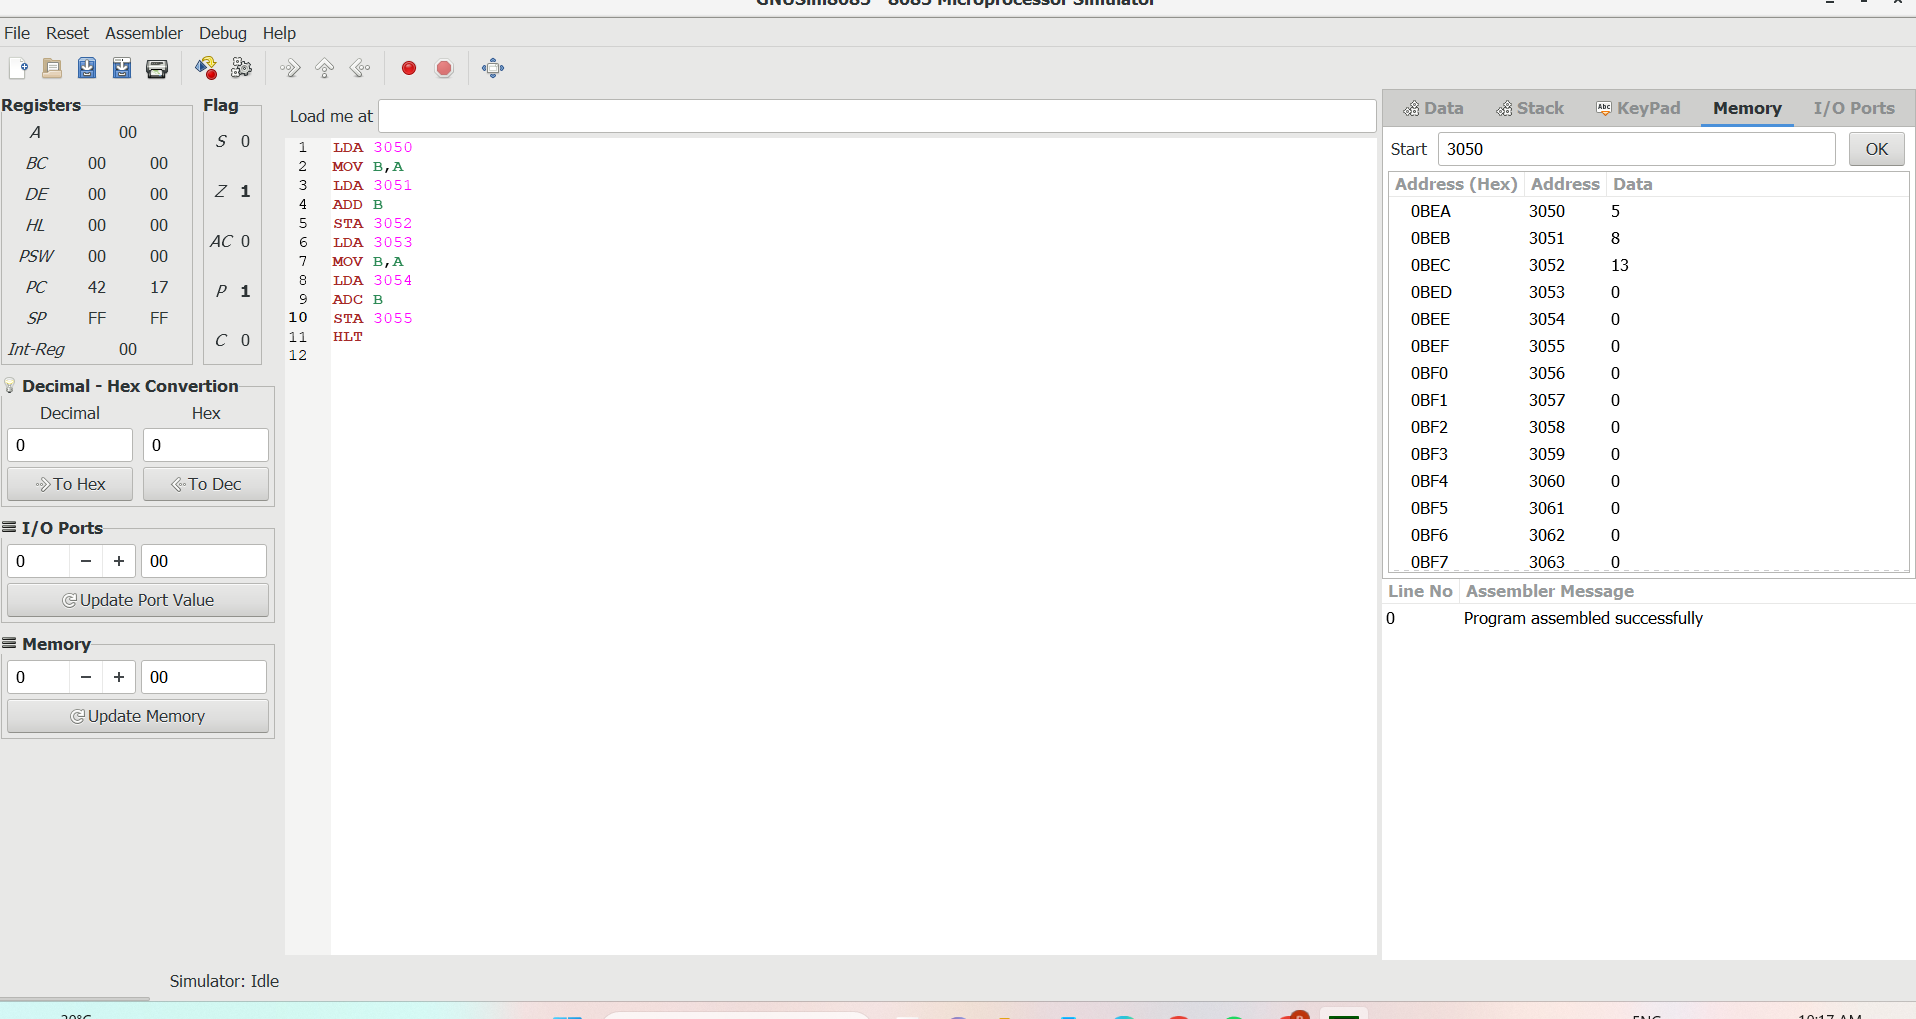 GNUSim8085 - 8085 Microprocessor Simulator
File Reset Assembler Debug Help
Registers
A 00
BC 00 00
DE 00 00
HL 00 00
PSW 00 00
PC 42 17
SP FF FF
Int-Reg 00
Flag
S 0
Z 1
AC 0
P 1
C 0
Decimal - Hex Convertion
Decimal Hex
0 0
To Hex To Dec
I/O Ports
0 − + 00
Update Port Value
Memory
0 − + 00
Update Memory
Load me at
1 LDA 3050
2 MOV B,A
3 LDA 3051
4 ADD B
5 STA 3052
6 LDA 3053
7 MOV B,A
8 LDA 3054
9 ADC B
10 STA 3055
11 HLT
12
Data Stack Abc KeyPad Memory I/O Ports
Start 3050 OK
Address (Hex) Address Data
0BEA 3050 5
0BEB 3051 8
0BEC 3052 13
0BED 3053 0
0BEE 3054 0
0BEF 3055 0
0BF0 3056 0
0BF1 3057 0
0BF2 3058 0
0BF3 3059 0
0BF4 3060 0
0BF5 3061 0
0BF6 3062 0
0BF7 3063 0
Line No Assembler Message
0 Program assembled successfully
Simulator: Idle
ENG
10:17 AM